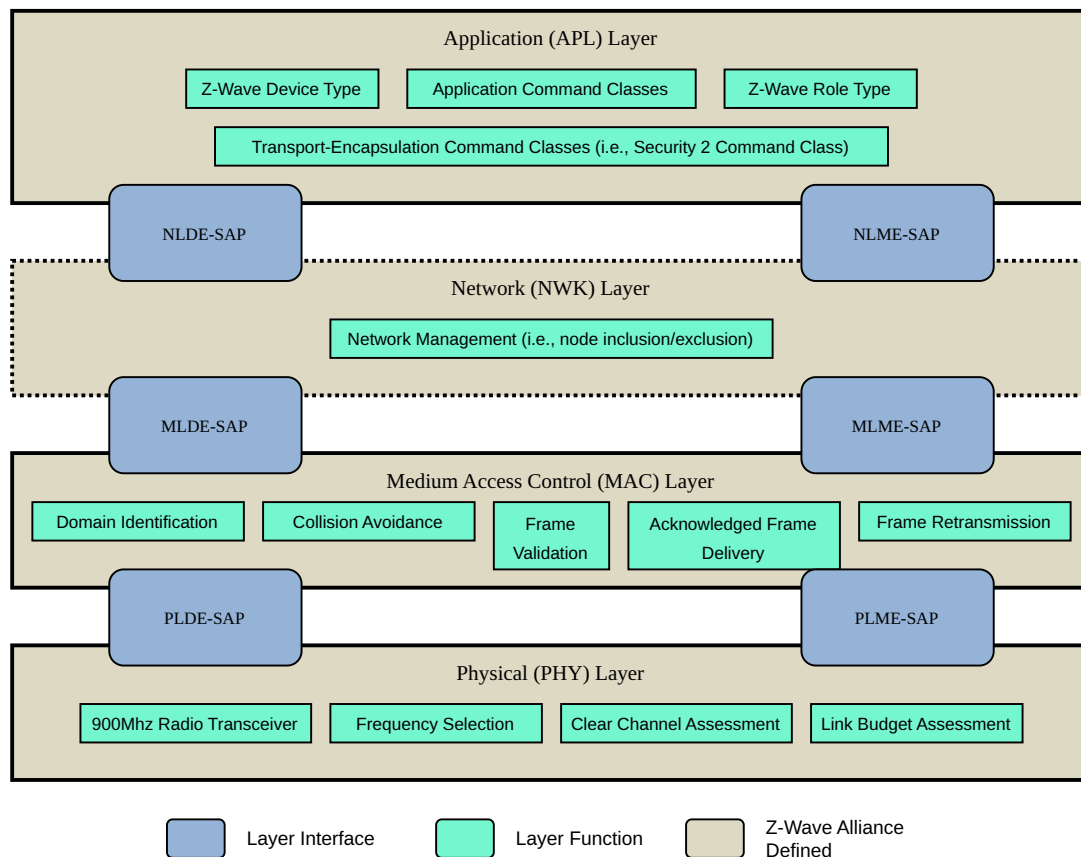 Application (APL) Layer
Z-Wave Device Type
Application Command Classes
Z-Wave Role Type
Transport-Encapsulation Command Classes (i.e., Security 2 Command Class)
NLDE-SAP
NLME-SAP
Network (NWK) Layer
Network Management (i.e., node inclusion/exclusion)
MLDE-SAP
MLME-SAP
Medium Access Control (MAC) Layer
Domain Identification
Collision Avoidance
Frame
Validation
Acknowledged Frame
Delivery
Frame Retransmission
PLDE-SAP
PLME-SAP
Physical (PHY) Layer
900Mhz Radio Transceiver
Frequency Selection
Clear Channel Assessment
Link Budget Assessment
Layer Interface
Layer Function
Z-Wave Alliance
Defined